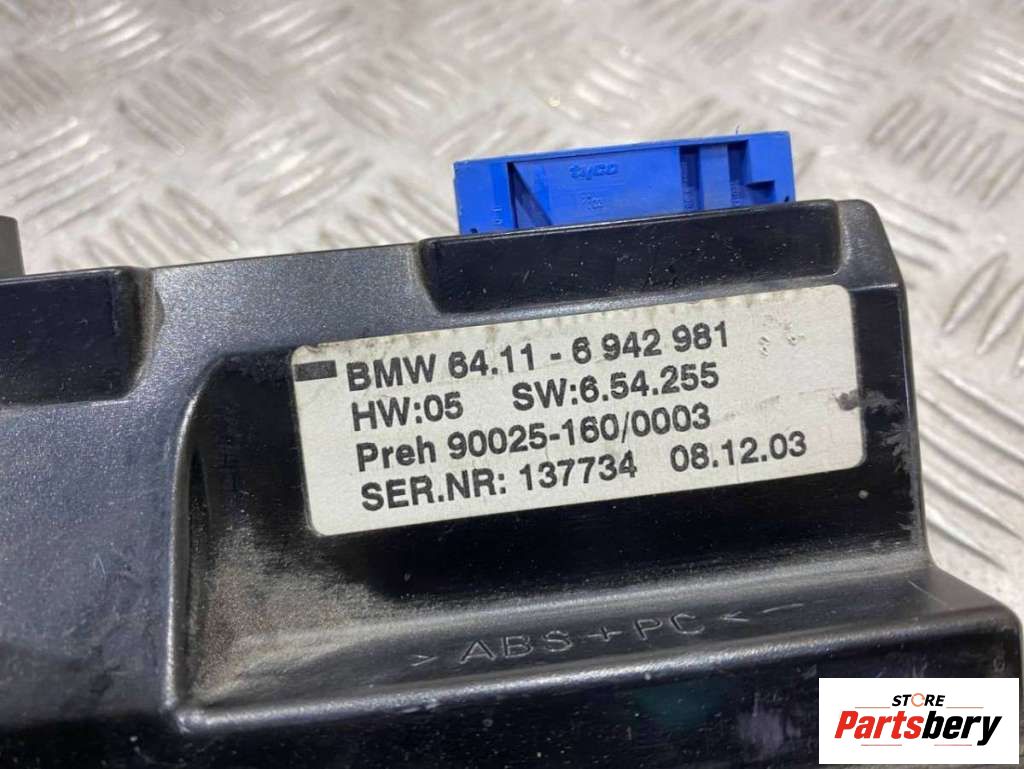 tyco
BMW 64.11 - 6 942 981
HW:05 SW:6.54.255
Preh 90025-160/0003
SER.NR: 137734 08.12.03
> ABS + PC <
STORE
Partsbery